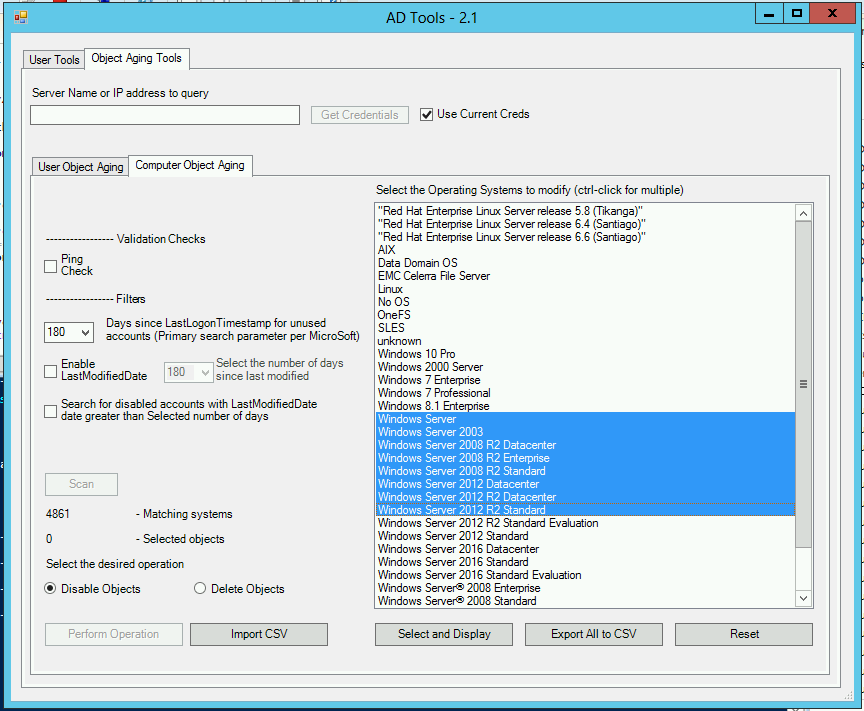 AD Tools - 2.1
User Tools
Object Aging Tools
Server Name or IP address to query
Get Credentials
Use Current Creds
User Object Aging
Computer Object Aging
Select the Operating Systems to modify (ctrl-click for multiple)
----------------- Validation Checks
Ping
Check
----------------- Filters
180
Days since LastLogonTimestamp for unused
accounts (Primary search parameter per MicroSoft)
Enable
LastModifiedDate
180
Select the number of days
since last modified
Search for disabled accounts with LastModifiedDate
date greater than Selected number of days
Scan
4861
- Matching systems
0
- Selected objects
Select the desired operation
Disable Objects
Delete Objects
Perform Operation
Import CSV
"Red Hat Enterprise Linux Server release 5.8 (Tikanga)"
"Red Hat Enterprise Linux Server release 6.4 (Santiago)"
"Red Hat Enterprise Linux Server release 6.6 (Santiago)"
AIX
Data Domain OS
EMC Celerra File Server
Linux
No OS
OneFS
SLES
unknown
Windows 10 Pro
Windows 2000 Server
Windows 7 Enterprise
Windows 7 Professional
Windows 8.1 Enterprise
Windows Server
Windows Server 2003
Windows Server 2008 R2 Datacenter
Windows Server 2008 R2 Enterprise
Windows Server 2008 R2 Standard
Windows Server 2012 Datacenter
Windows Server 2012 R2 Datacenter
Windows Server 2012 R2 Standard
Windows Server 2012 R2 Standard Evaluation
Windows Server 2012 Standard
Windows Server 2016 Datacenter
Windows Server 2016 Standard
Windows Server 2016 Standard Evaluation
Windows Server® 2008 Enterprise
Windows Server® 2008 Standard
Select and Display
Export All to CSV
Reset